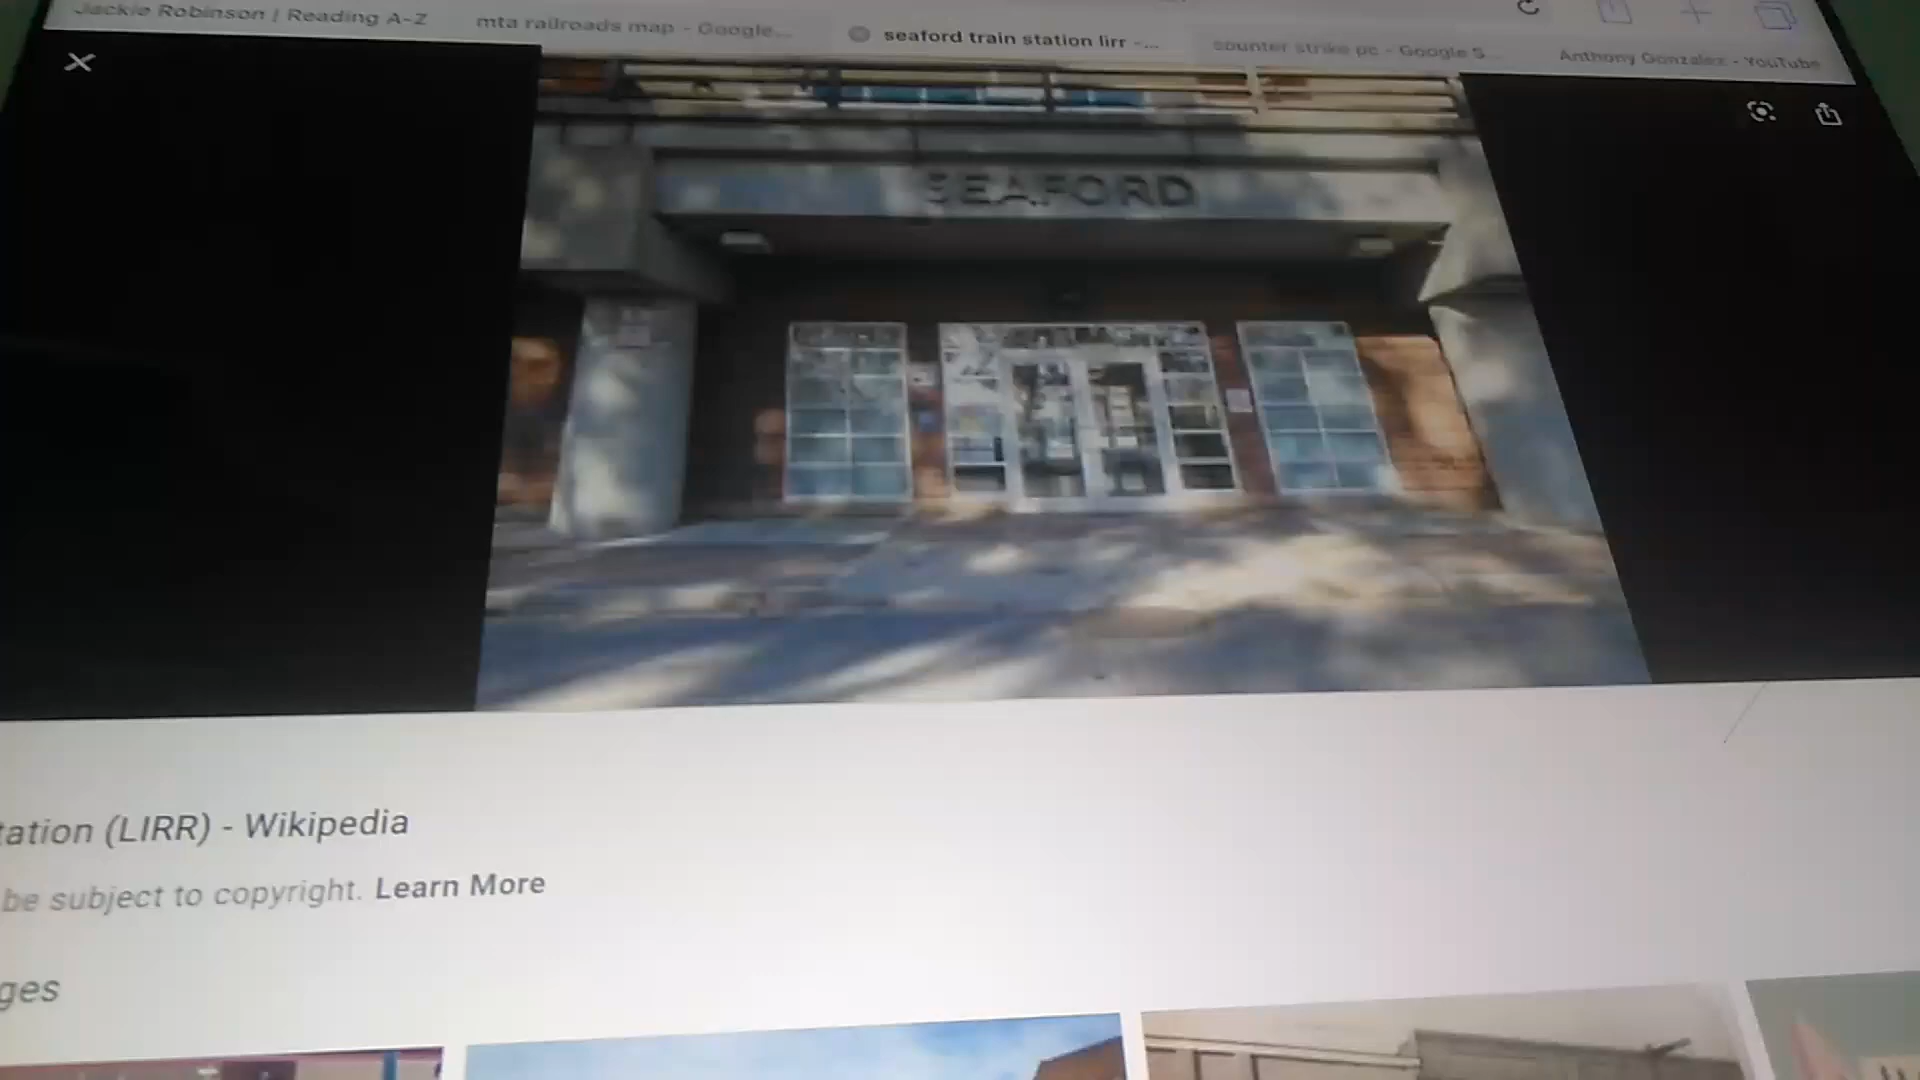 Jackie Robinson | Reading A-Z
mta railroads map - Google...
seaford train station lirr -...
counter strike pc - Google S...
Anthony Gonzalez - YouTube
SEAFORD
tation (LIRR) - Wikipedia
be subject to copyright. Learn More
ges